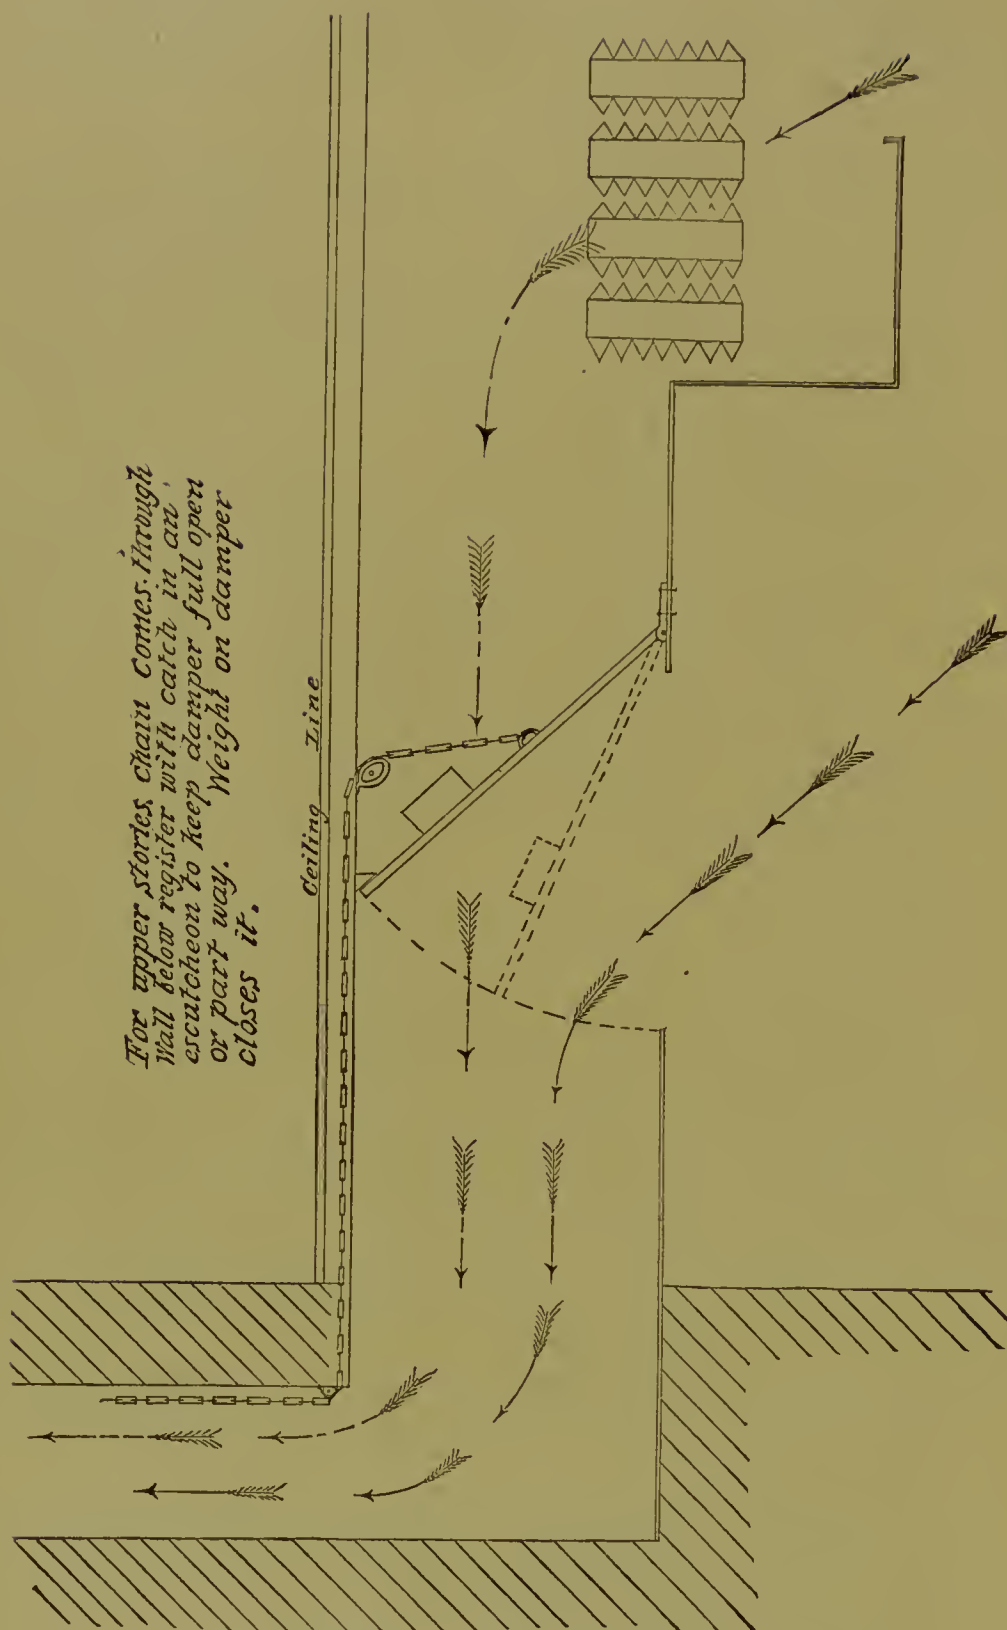 For upper stories, chain Comes through
Wall below register with catch in an
escutcheon to keep damper full open
or part way. Weight on damper
closes it.
Ceiling Line